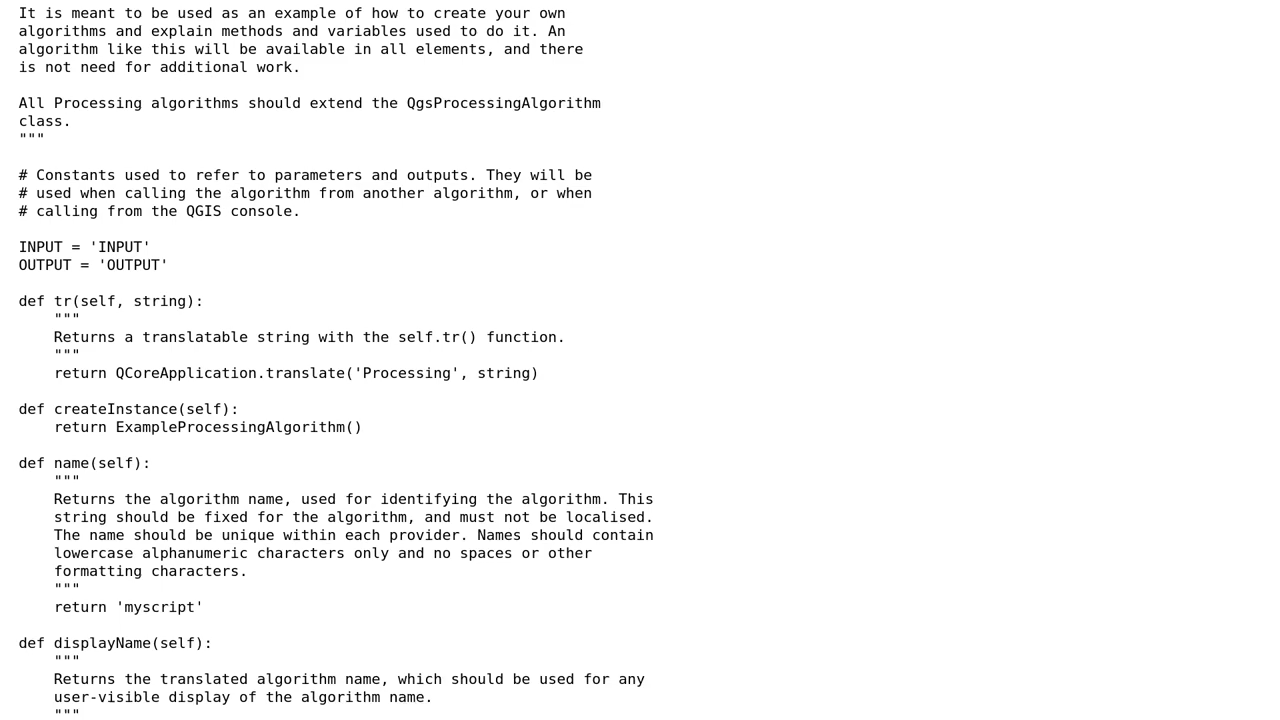 It is meant to be used as an example of how to create your own
algorithms and explain methods and variables used to do it. An
algorithm like this will be available in all elements, and there
is not need for additional work.

All Processing algorithms should extend the QgsProcessingAlgorithm
class.
"""

# Constants used to refer to parameters and outputs. They will be
# used when calling the algorithm from another algorithm, or when
# calling from the QGIS console.

INPUT = 'INPUT'
OUTPUT = 'OUTPUT'

def tr(self, string):
    """
    Returns a translatable string with the self.tr() function.
    """
    return QCoreApplication.translate('Processing', string)

def createInstance(self):
    return ExampleProcessingAlgorithm()

def name(self):
    """
    Returns the algorithm name, used for identifying the algorithm. This
    string should be fixed for the algorithm, and must not be localised.
    The name should be unique within each provider. Names should contain
    lowercase alphanumeric characters only and no spaces or other
    formatting characters.
    """
    return 'myscript'

def displayName(self):
    """
    Returns the translated algorithm name, which should be used for any
    user-visible display of the algorithm name.
    """